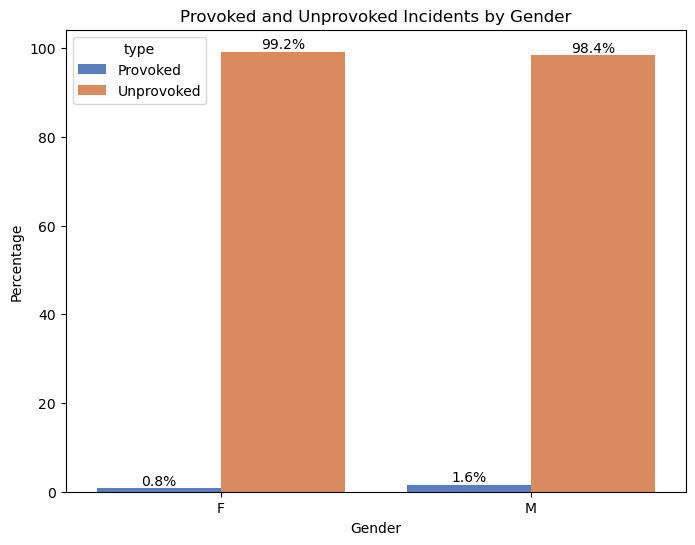 Provoked and Unprovoked Incidents by Gender
type
Provoked
Unprovoked
99.2%
98.4%
0.8%
1.6%
100
80
60
40
20
0
Percentage
F
M
Gender